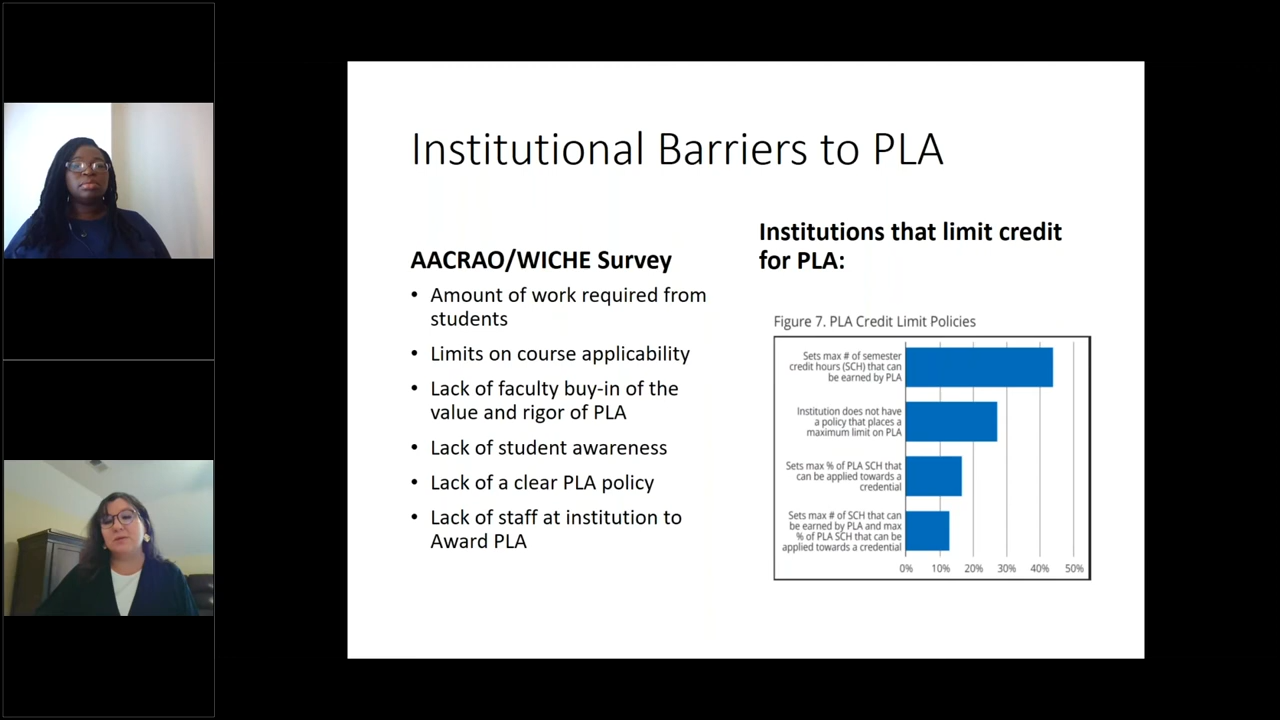 Institutional Barriers to PLA
AACRAO/WICHE Survey
• Amount of work required from
students
• Limits on course applicability
• Lack of faculty buy-in of the
value and rigor of PLA
• Lack of student awareness
• Lack of a clear PLA policy
• Lack of staff at institution to
Award PLA
Institutions that limit credit
for PLA:
Figure 7. PLA Credit Limit Policies
Sets max # of semester
credit hours (SCH) that can
be earned by PLA
Institution does not have
a policy that places a
maximum limit on PLA
Sets max % of PLA SCH that
can be applied towards a
credential
Sets max # of SCH that can
be earned by PLA and max
% of PLA SCH that can be
applied towards a credential
0% 10% 20% 30% 40% 50%